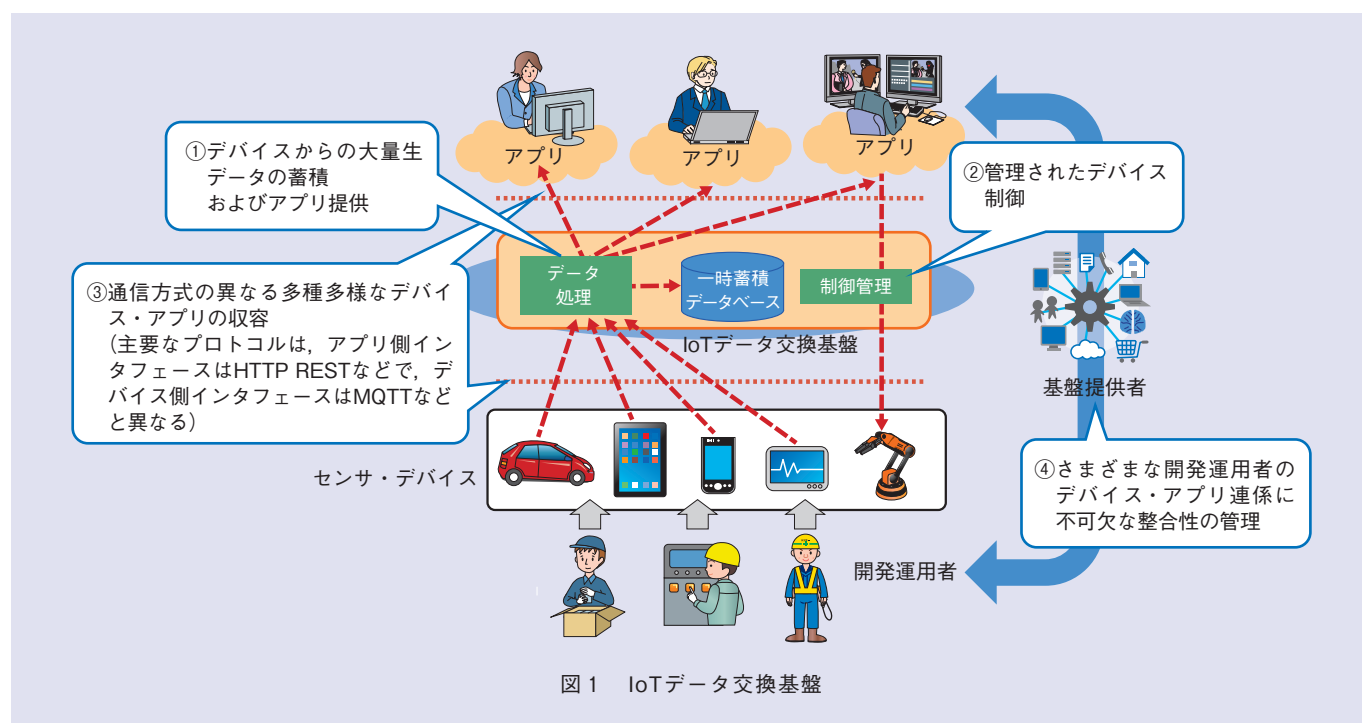 アプリ
アプリ
アプリ
①デバイスからの大量生
データの蓄積
およびアプリ提供
②管理されたデバイス
制御
データ
処理
一時蓄積
データベース
制御管理
③通信方式の異なる多種多様なデバイ
ス・アプリの収容
(主要なプロトコルは，アプリ側イン
タフェースはHTTP RESTなどで，デ
バイス側インタフェースはMQTTなど
と異なる)
IoTデータ交換基盤
基盤提供者
センサ・デバイス
④さまざまな開発運用者の
デバイス・アプリ連係に
不可欠な整合性の管理
開発運用者
図1 IoTデータ交換基盤